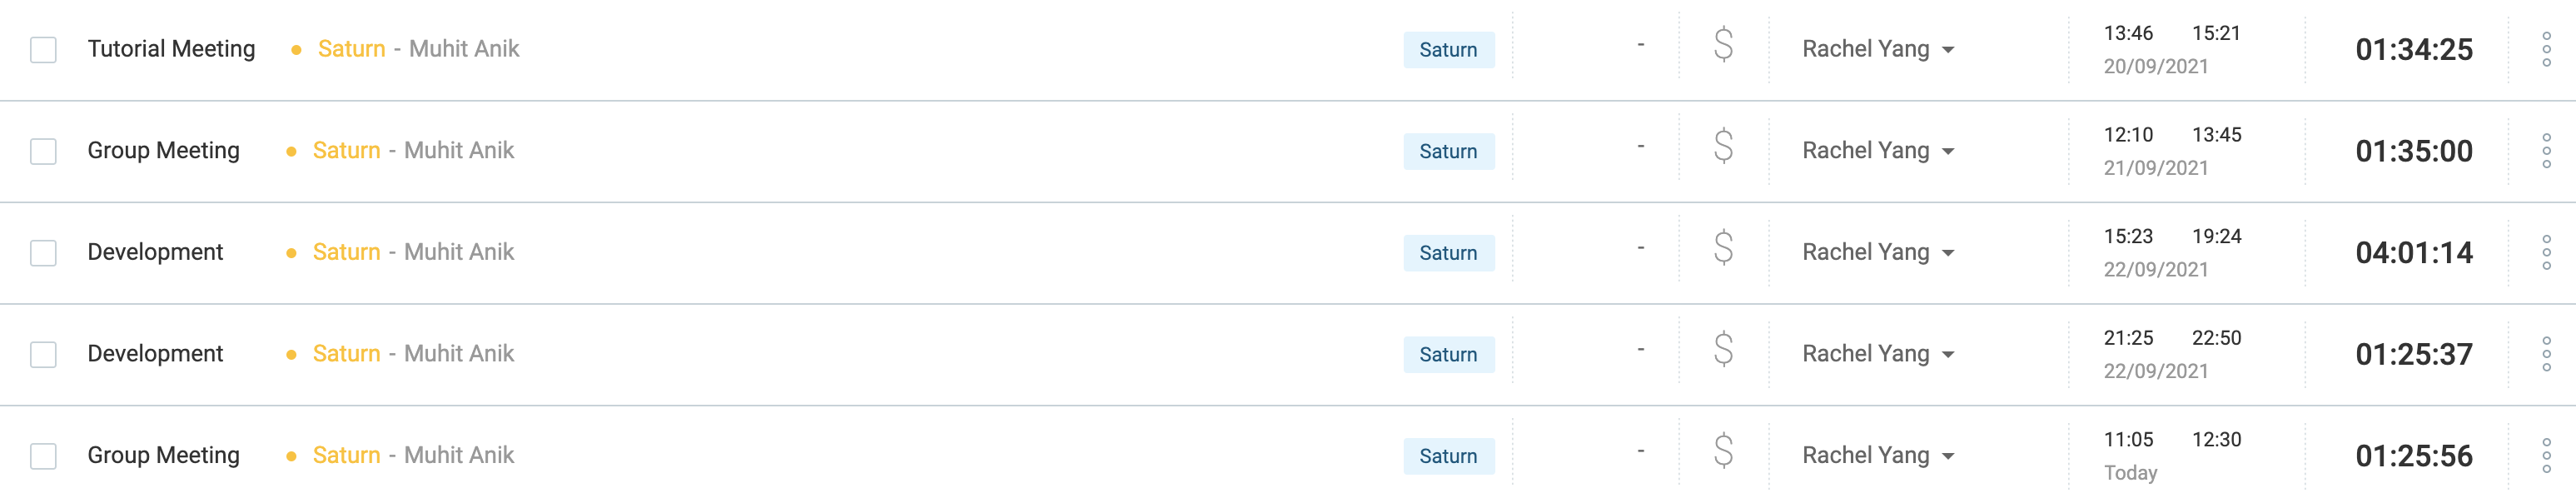 Tutorial Meeting Saturn - Muhit Anik Saturn - $ Rachel Yang 13:46 15:21 01:34:25
20/09/2021
Group Meeting Saturn - Muhit Anik Saturn - $ Rachel Yang 12:10 13:45 01:35:00
21/09/2021
Development Saturn - Muhit Anik Saturn - $ Rachel Yang 15:23 19:24 04:01:14
22/09/2021
Development Saturn - Muhit Anik Saturn - $ Rachel Yang 21:25 22:50 01:25:37
22/09/2021
Group Meeting Saturn - Muhit Anik Saturn - $ Rachel Yang 11:05 12:30 01:25:56
Today